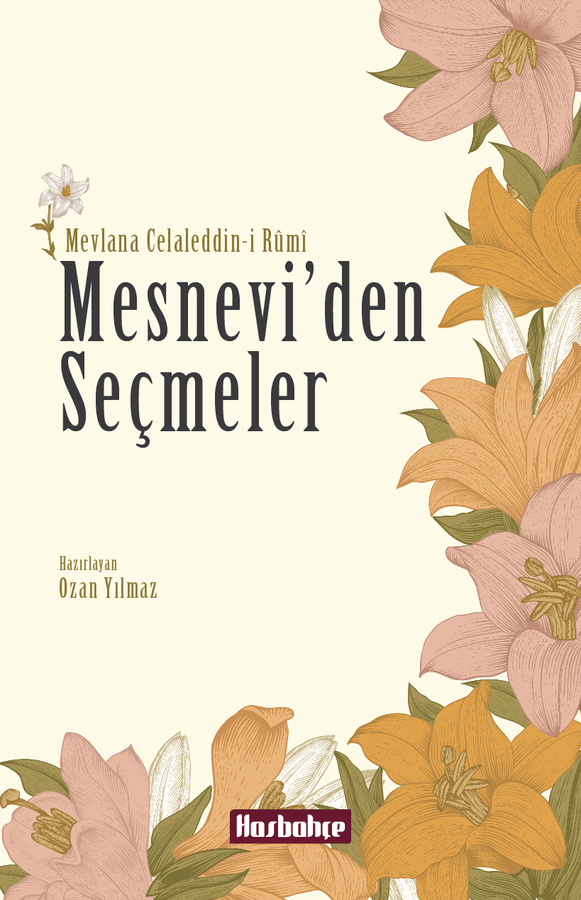 Mevlana Celaleddin-i Rûmî
Mesnevi'den
Seçmeler
Hazırlayan
Ozan Yılmaz
Hasbahçe